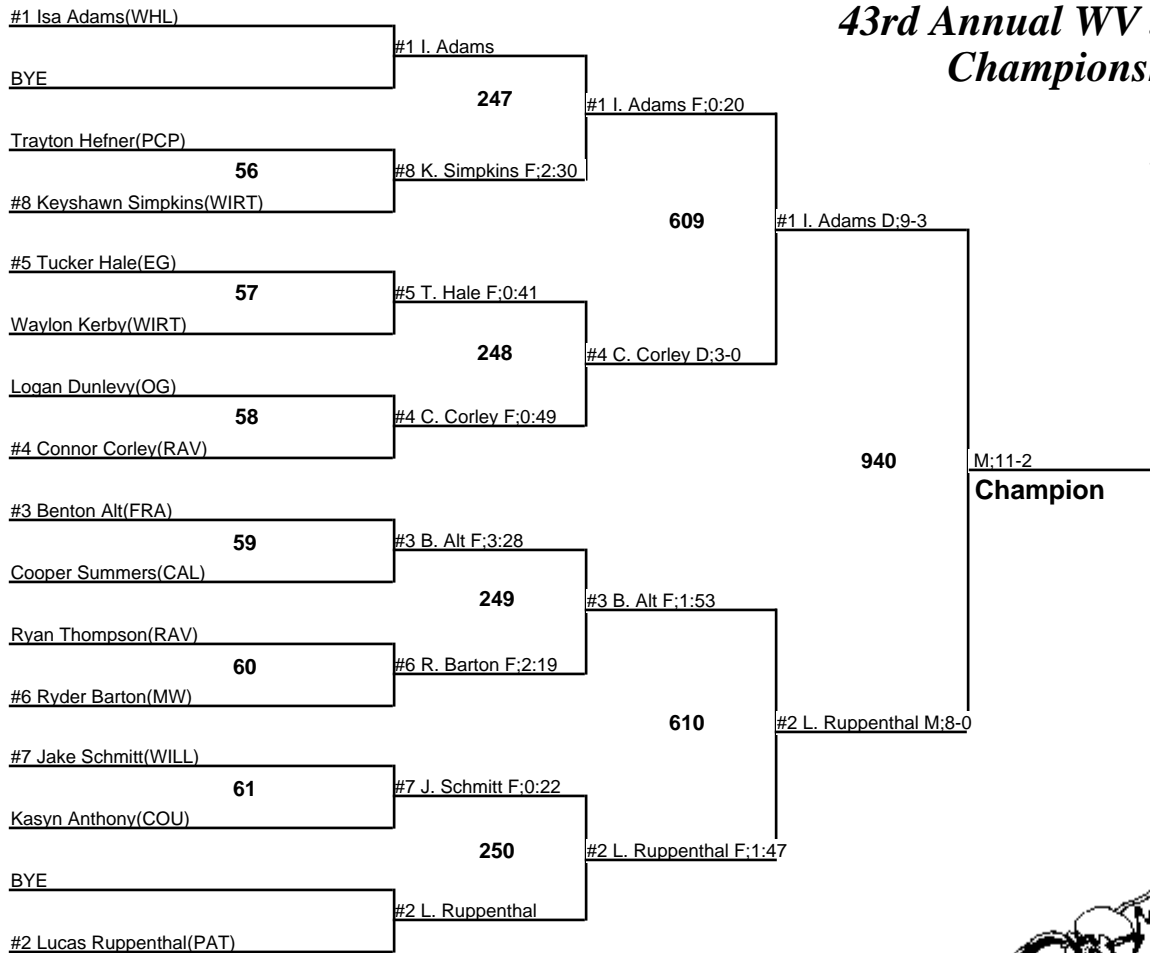 43rd Annual WV
Champions
#1 Isa Adams(WHL)
BYE
Trayton Hefner(PCP)
56
#8 Keyshawn Simpkins(WIRT)
#5 Tucker Hale(EG)
57
Waylon Kerby(WIRT)
Logan Dunlevy(OG)
58
#4 Connor Corley(RAV)
#3 Benton Alt(FRA)
59
Cooper Summers(CAL)
Ryan Thompson(RAV)
60
#6 Ryder Barton(MW)
#7 Jake Schmitt(WILL)
61
Kasyn Anthony(COU)
BYE
#2 Lucas Ruppenthal(PAT)
#1 I. Adams
247
#8 K. Simpkins F;2:30
#5 T. Hale F;0:41
248
#4 C. Corley F;0:49
#3 B. Alt F;3:28
249
#6 R. Barton F;2:19
#7 J. Schmitt F;0:22
250
#2 L. Ruppenthal
#1 I. Adams F;0:20
609
#4 C. Corley D;3-0
#3 B. Alt F;1:53
610
#2 L. Ruppenthal F;1:47
#1 I. Adams D;9-3
940
#2 L. Ruppenthal M;8-0
M;11-2
Champion